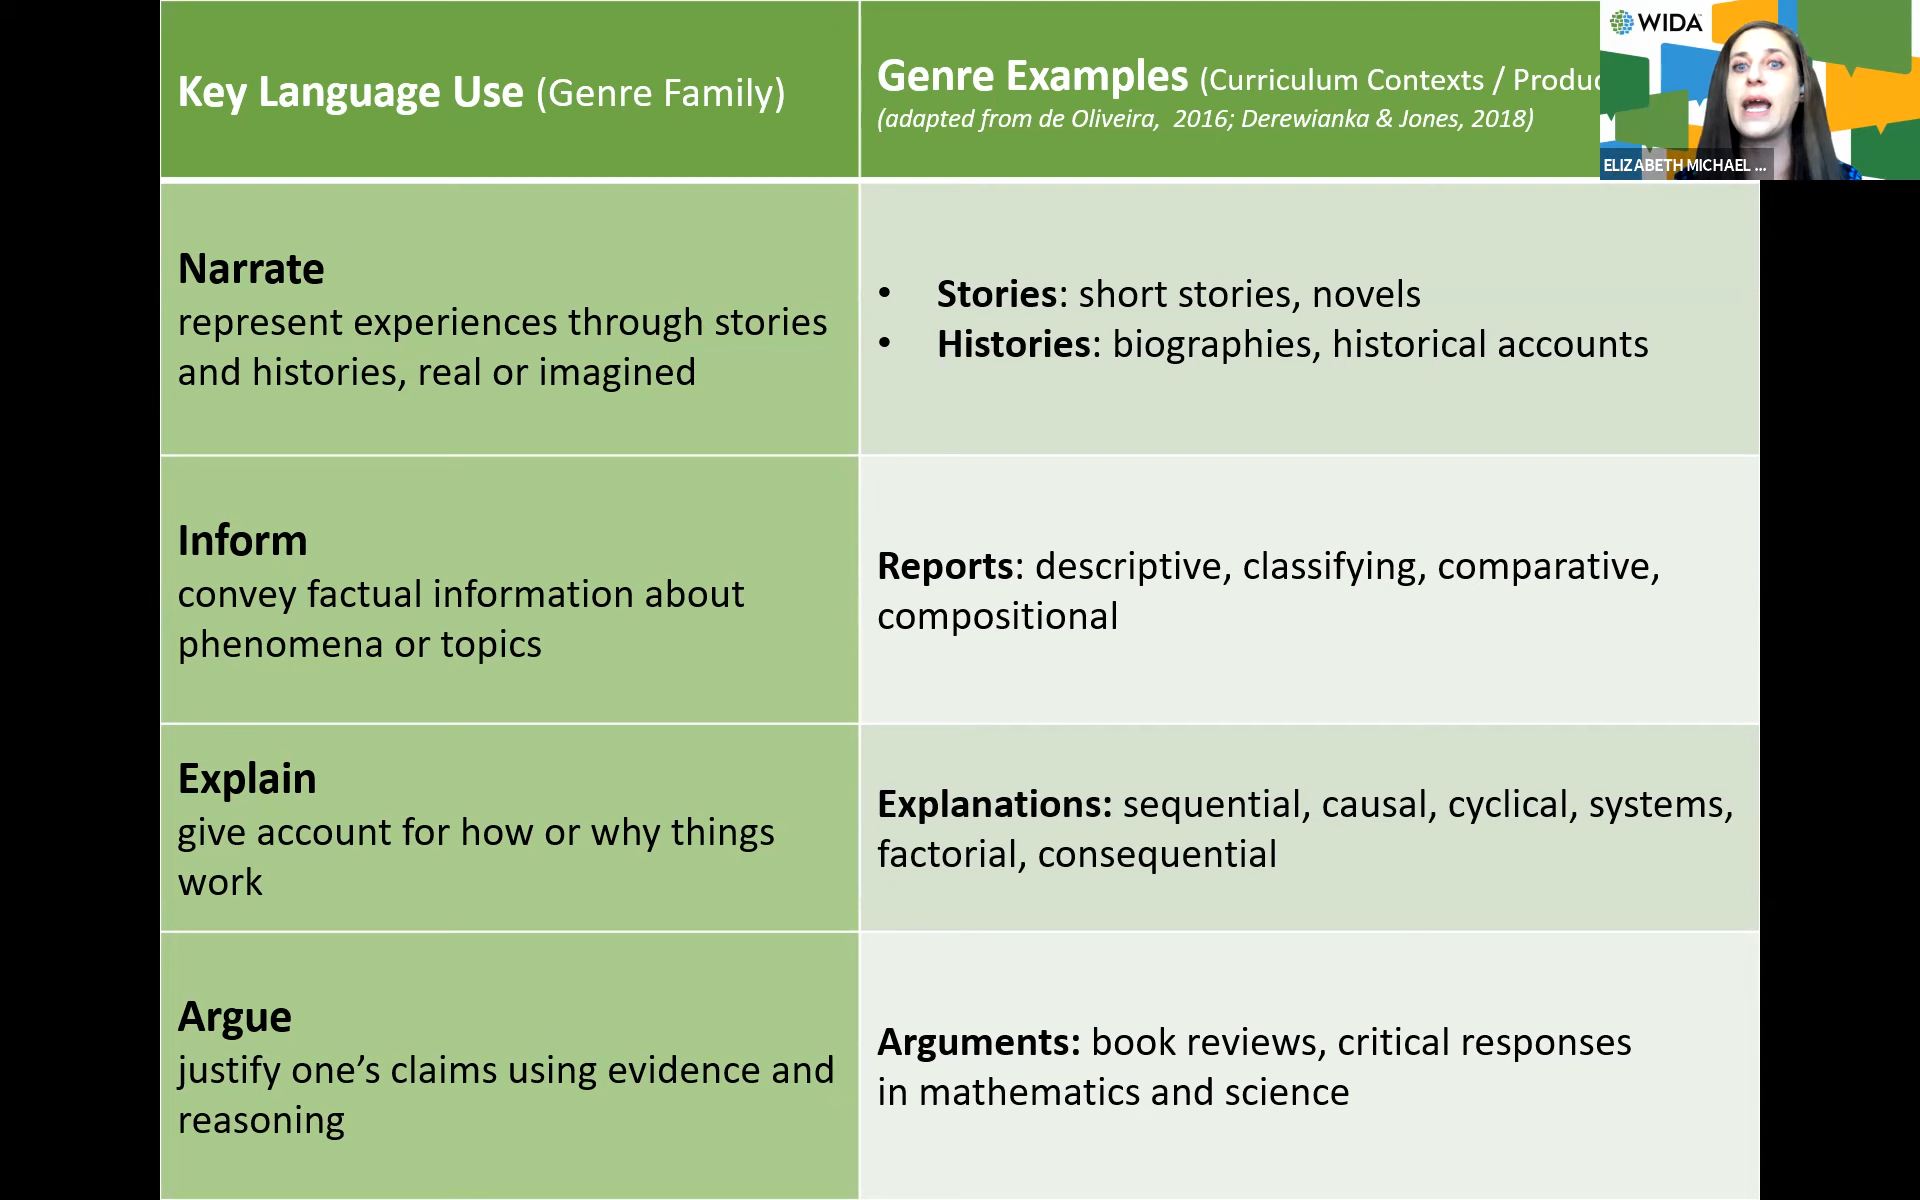 Key Language Use (Genre Family)
Genre Examples (Curriculum Contexts /
(adapted from de Oliveira,  2016; Derewianka & Jones, 2018)
WIDA
ELIZABETH MICHAEL ...
Narrate
represent experiences through stories
and histories, real or imagined
• Stories: short stories, novels
• Histories: biographies, historical accounts
Inform
convey factual information about
phenomena or topics
Reports: descriptive, classifying, comparative,
compositional
Explain
give account for how or why things
work
Explanations: sequential, causal, cyclical, systems,
factorial, consequential
Argue
justify one’s claims using evidence and
reasoning
Arguments: book reviews, critical responses
in mathematics and science